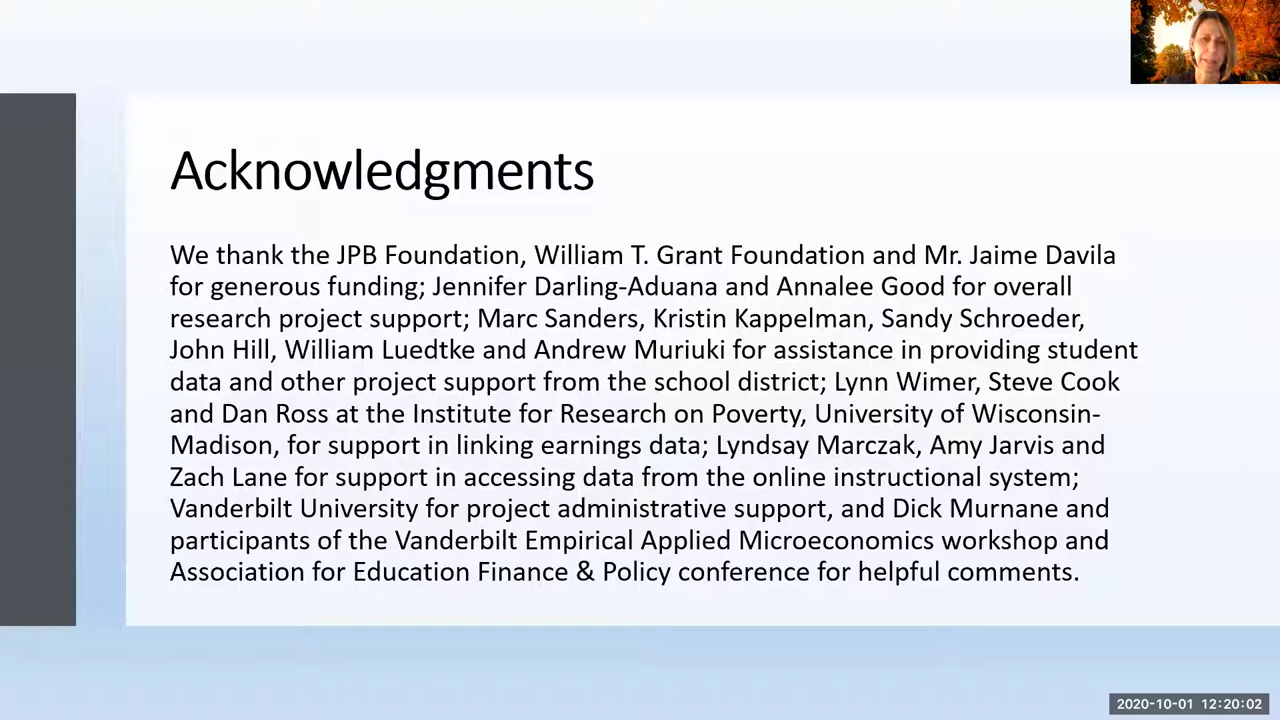 Acknowledgments
We thank the JPB Foundation, William T. Grant Foundation and Mr. Jaime Davila
for generous funding; Jennifer Darling-Aduana and Annalee Good for overall
research project support; Marc Sanders, Kristin Kappelman, Sandy Schroeder,
John Hill, William Luedtke and Andrew Muriuki for assistance in providing student
data and other project support from the school district; Lynn Wimer, Steve Cook
and Dan Ross at the Institute for Research on Poverty, University of Wisconsin-
Madison, for support in linking earnings data; Lyndsay Marczak, Amy Jarvis and
Zach Lane for support in accessing data from the online instructional system;
Vanderbilt University for project administrative support, and Dick Murnane and
participants of the Vanderbilt Empirical Applied Microeconomics workshop and
Association for Education Finance & Policy conference for helpful comments.
2020-10-01 12:20:02